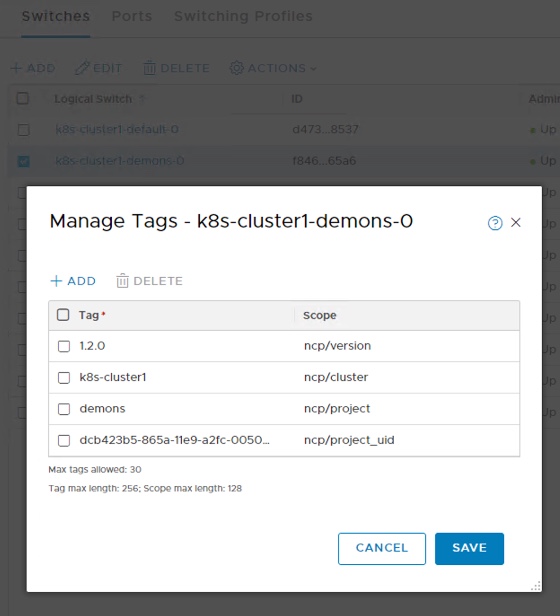 Switches Ports Switching Profiles
+ ADD EDIT DELETE ACTIONS
Logical Switch ID Admin
k8s-cluster1-default-0 d473...8537 Up
k8s-cluster1-demons-0 f846...65a6 Up
Manage Tags - k8s-cluster1-demons-0
+ ADD DELETE
Tag* Scope
1.2.0 ncp/version
k8s-cluster1 ncp/cluster
demons ncp/project
dcb423b5-865a-11e9-a2fc-0050... ncp/project_uid
Max tags allowed: 30
Tag max length: 256; Scope max length: 128
CANCEL SAVE